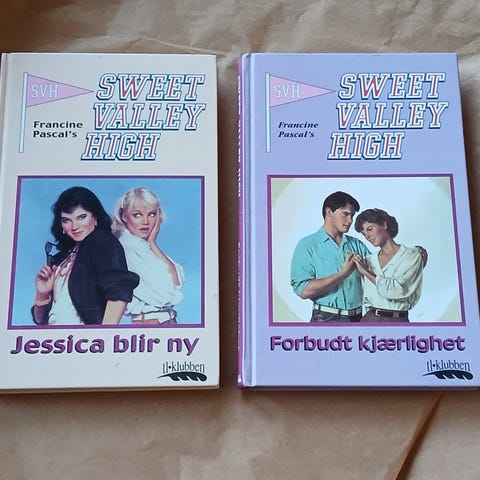 SVH
Francine
Pascal's
SWEET
VALLEY
HIGH
Jessica blir ny
tl•klubben
SVH
Francine
Pascal's
SWEET
VALLEY
HIGH
Forbudt kjærlighet
tl•klubben